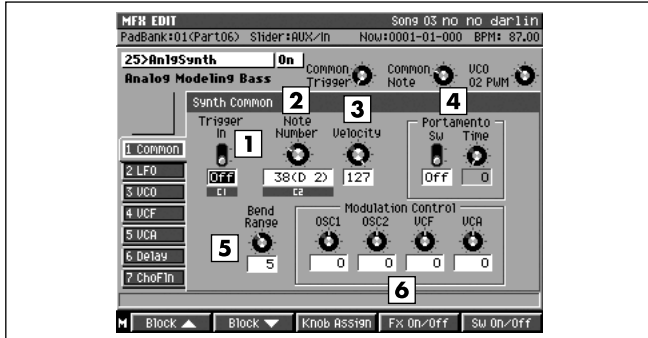 MFX EDIT Song 03 no no darlin
PadBank:01(Part06) Slider:AUX/In Now:0001-01-000 BPM: 87.00
25>AnlgSynth On
Common Trigger Common Note VCO 02 PWM
Analog Modeling Bass
Synth Common
2 3 4
Trigger In Note Number Velocity Portamento
Sw Time
1
Off 38(D 2) 127 Off 0
C1 C2
1 Common
2 LFO
3 VCO
4 VCF
5 VCA
6 Delay
7 ChoFln
Bend Range
5
5
Modulation Control
OSC1 OSC2 VCF VCA
0 0 0 0
6
M Block ▲ Block ▼ Knob Assign Fx On/Off Sw On/Off